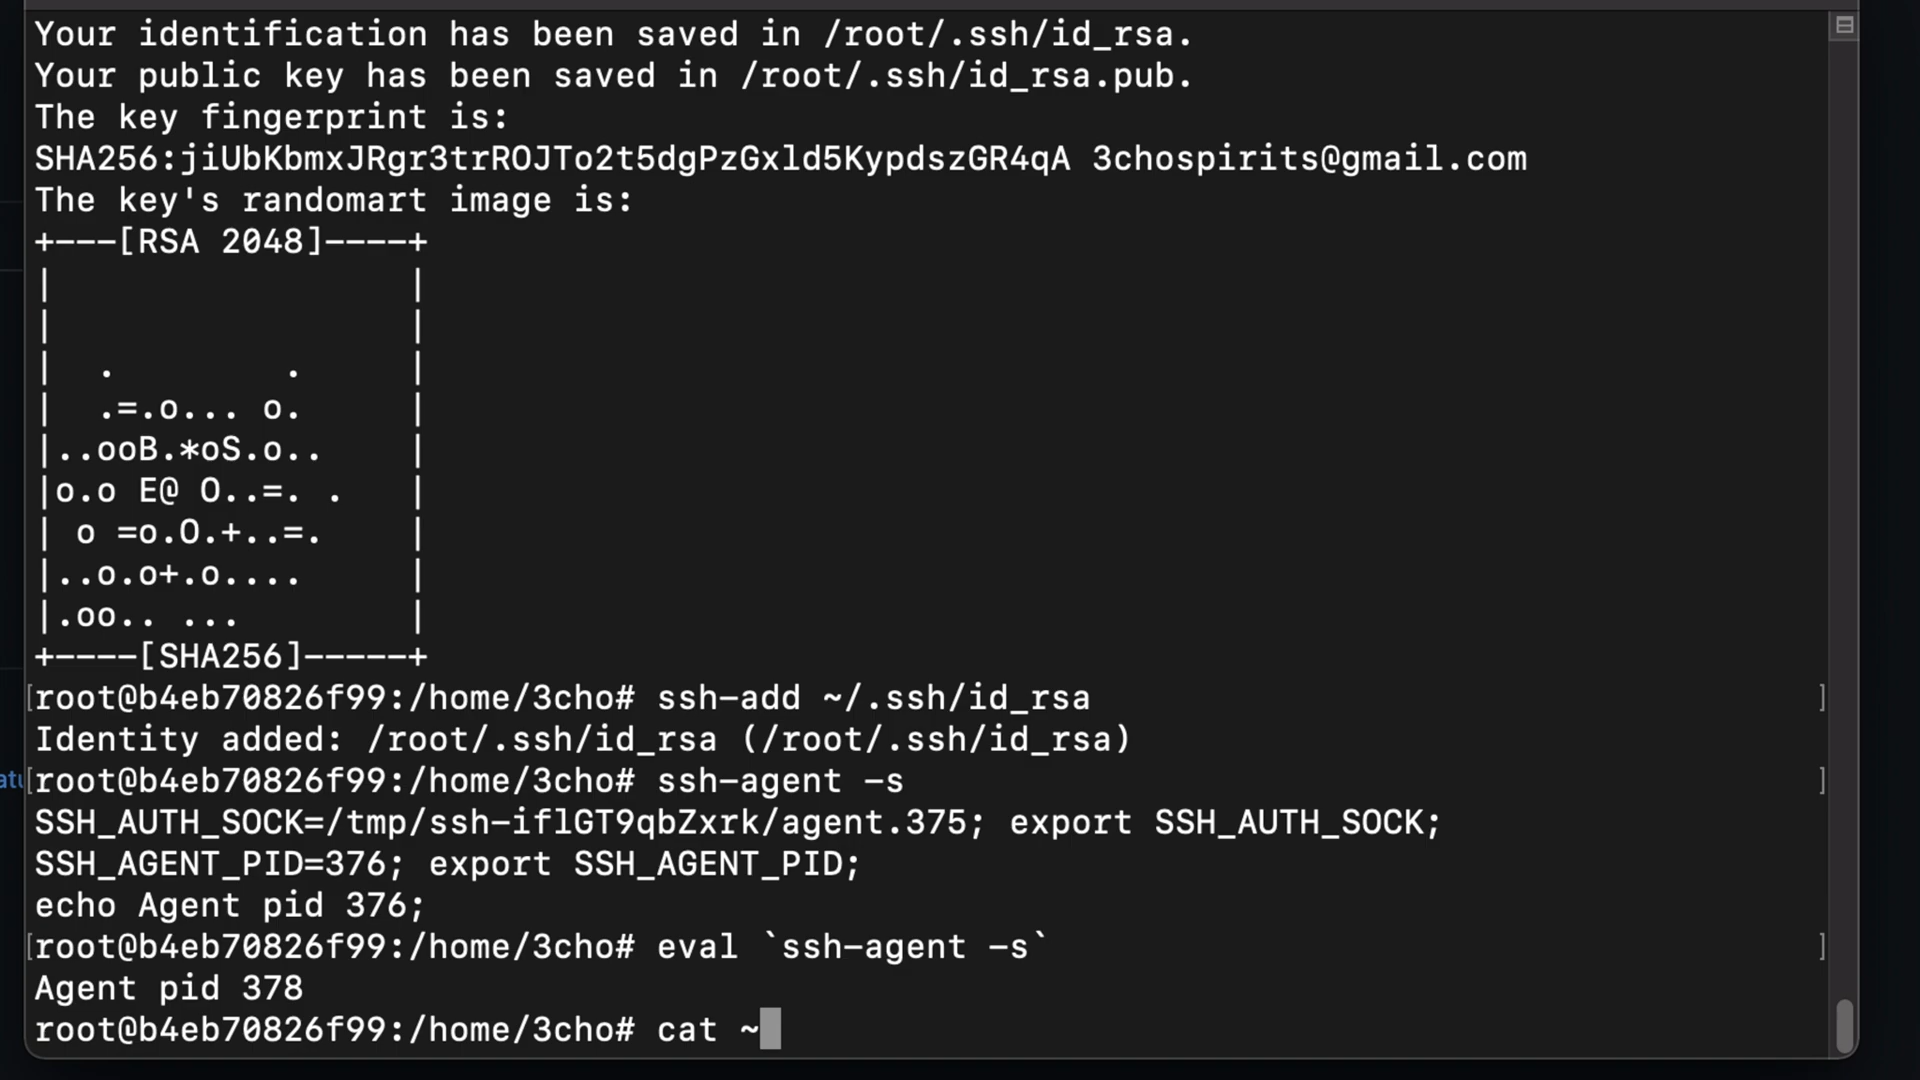 Your identification has been saved in /root/.ssh/id_rsa.
Your public key has been saved in /root/.ssh/id_rsa.pub.
The key fingerprint is:
SHA256:jiUbKbmxJRgr3trROJTo2t5dgPzGxld5KypdszGR4qA 3chospirits@gmail.com
The key's randomart image is:
+---[RSA 2048]----+
|                 |
|                 |
|  .        .     |
|  .=.o... o.     |
|..ooB.*oS.o..    |
|o.o E@ O..=. .   |
| o =o.O.+..=.    |
|..o.o+.o....     |
|.oo.. ...        |
+----[SHA256]-----+
[root@b4eb70826f99:/home/3cho# ssh-add ~/.ssh/id_rsa ]
Identity added: /root/.ssh/id_rsa (/root/.ssh/id_rsa)
[root@b4eb70826f99:/home/3cho# ssh-agent -s ]
SSH_AUTH_SOCK=/tmp/ssh-iflGT9qbZxrk/agent.375; export SSH_AUTH_SOCK;
SSH_AGENT_PID=376; export SSH_AGENT_PID;
echo Agent pid 376;
[root@b4eb70826f99:/home/3cho# eval `ssh-agent -s` ]
Agent pid 378
root@b4eb70826f99:/home/3cho# cat ~